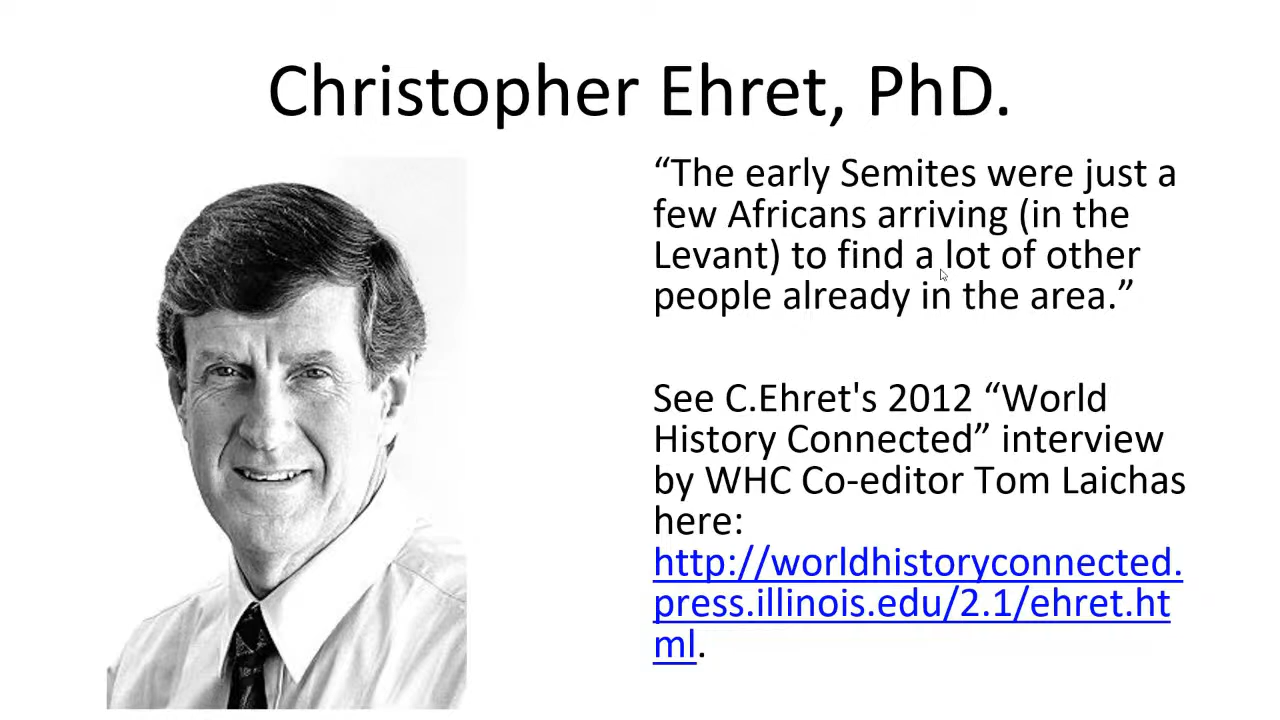 Christopher Ehret, PhD.
“The early Semites were just a
few Africans arriving (in the
Levant) to find a lot of other
people already in the area.”
See C.Ehret's 2012 “World
History Connected” interview
by WHC Co-editor Tom Laichas
here:
http://worldhistoryconnected.
press.illinois.edu/2.1/ehret.ht
ml.